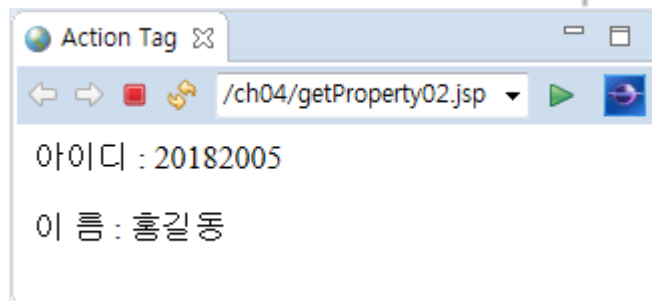 Action Tag
/ch04/getProperty02.jsp
아이디 : 20182005
이 름 : 홍길동